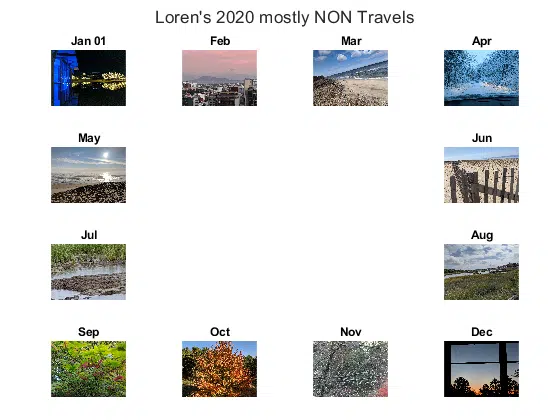 Loren's 2020 mostly NON Travels
Jan 01 Feb Mar Apr
May Jun
Jul Aug
Sep Oct Nov Dec